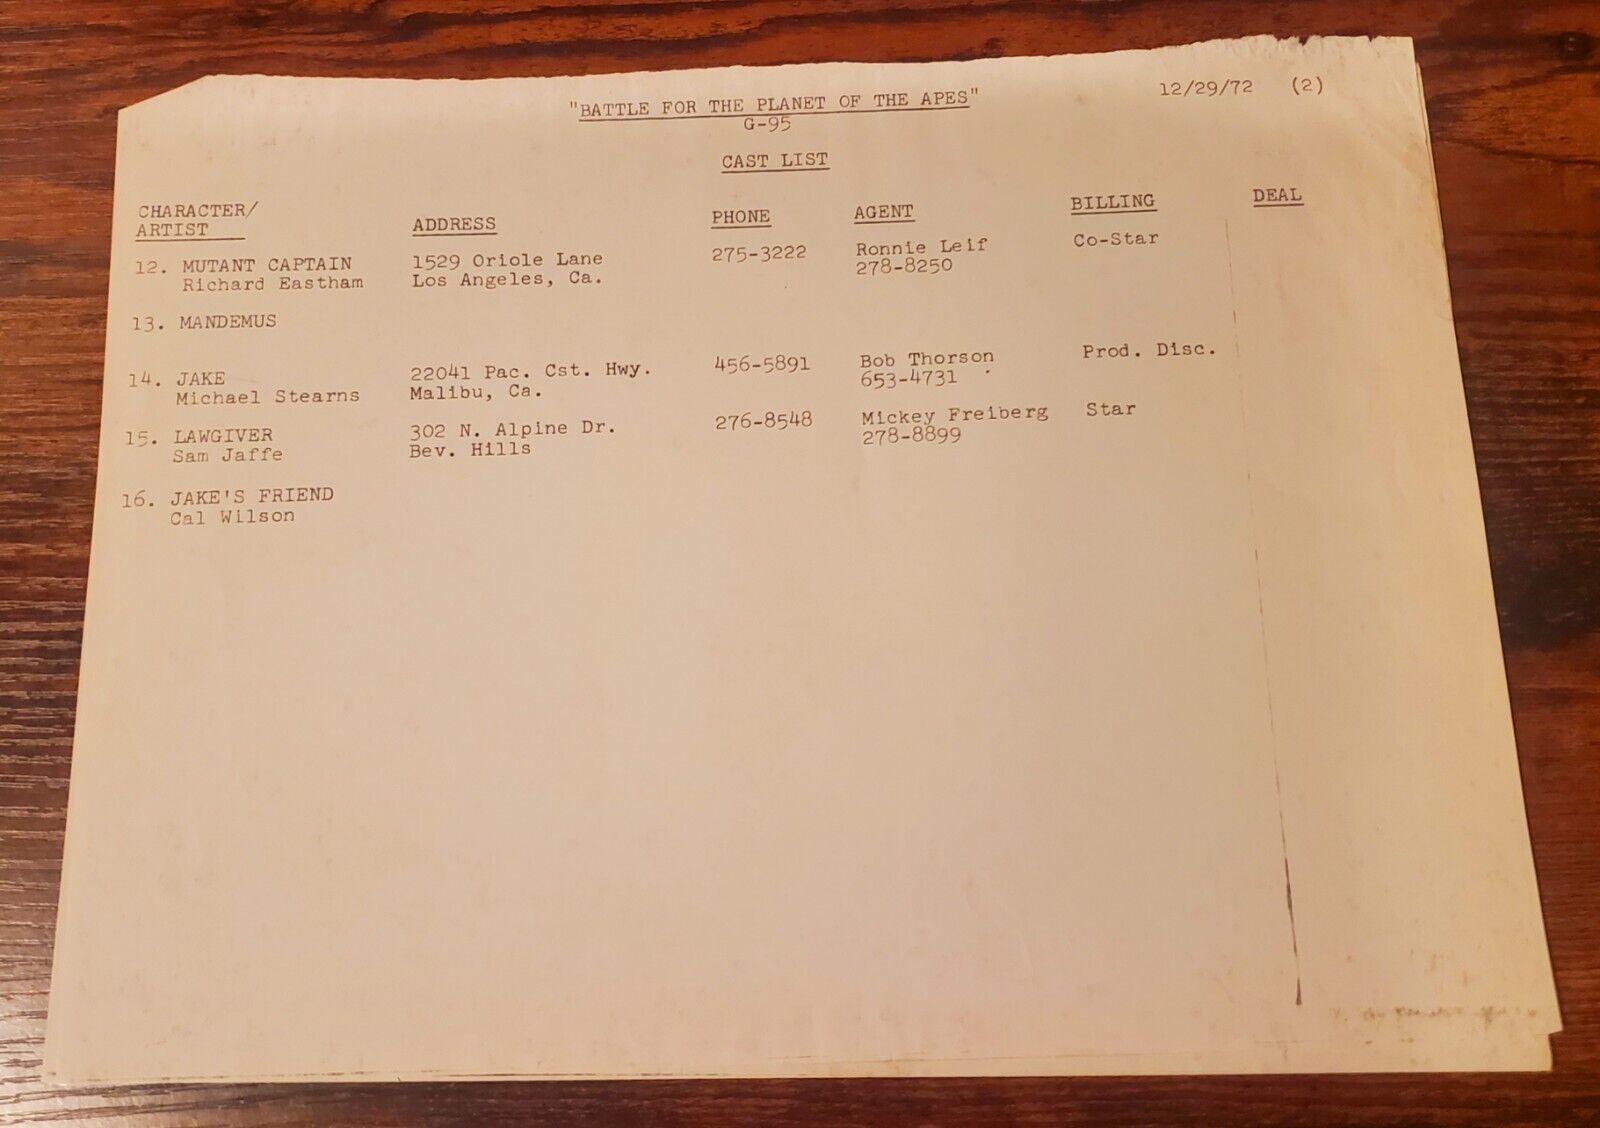 "BATTLE FOR THE PLANET OF THE APES" 12/29/72 (2)
G-95
CAST LIST
CHARACTER/
ARTIST ADDRESS PHONE AGENT BILLING DEAL
12. MUTANT CAPTAIN 1529 Oriole Lane 275-3222 Ronnie Leif Co-Star
Richard Eastham Los Angeles, Ca. 278-8250
13. MANDEMUS
14. JAKE 22041 Pac. Cst. Hwy. 456-5891 Bob Thorson Prod. Disc.
Michael Stearns Malibu, Ca. 653-4731
15. LAWGIVER 302 N. Alpine Dr. 276-8548 Mickey Freiberg Star
Sam Jaffe Bev. Hills 278-8899
16. JAKE'S FRIEND
Cal Wilson